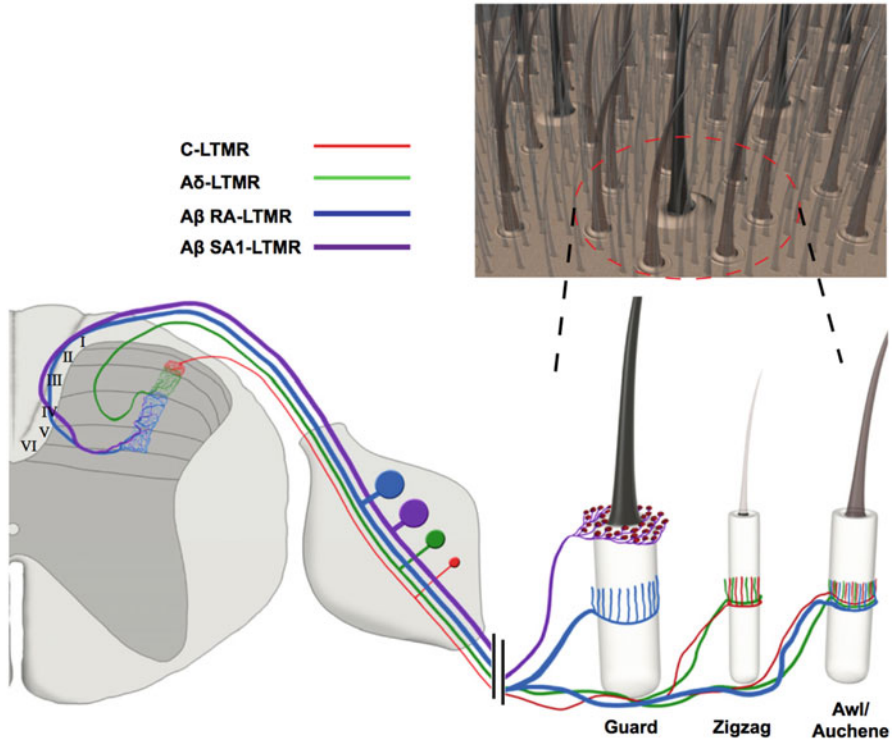 C-LTMR
Aδ-LTMR
Aβ RA-LTMR
Aβ SA1-LTMR
I
II
III
IV
V
VI
Guard
Zigzag
Awl/
Auchene